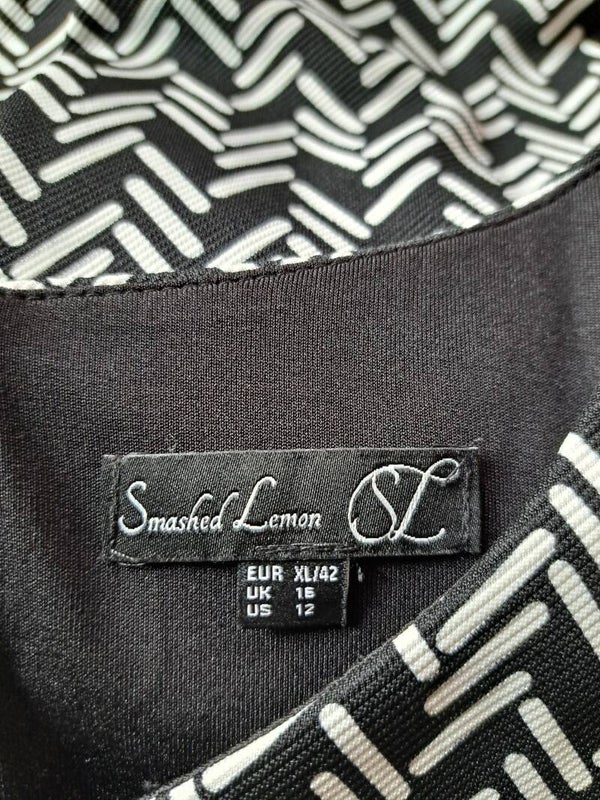 Smashed Lemon SL
EUR XL/42
UK 16
US 12